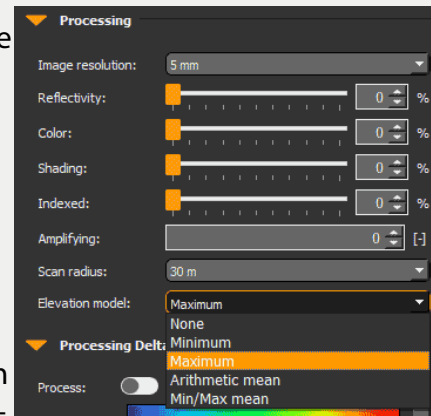 Processing
e
Image resolution: 5 mm
Reflectivity: 0 %
Color: 0 %
Shading: 0 %
Indexed: 0 %
Amplifying: 0 [-]
Scan radius: 30 m
Elevation model: Maximum
None
Minimum
Processing Delta
Maximum
Arithmetic mean
n
Process:
Min/Max mean